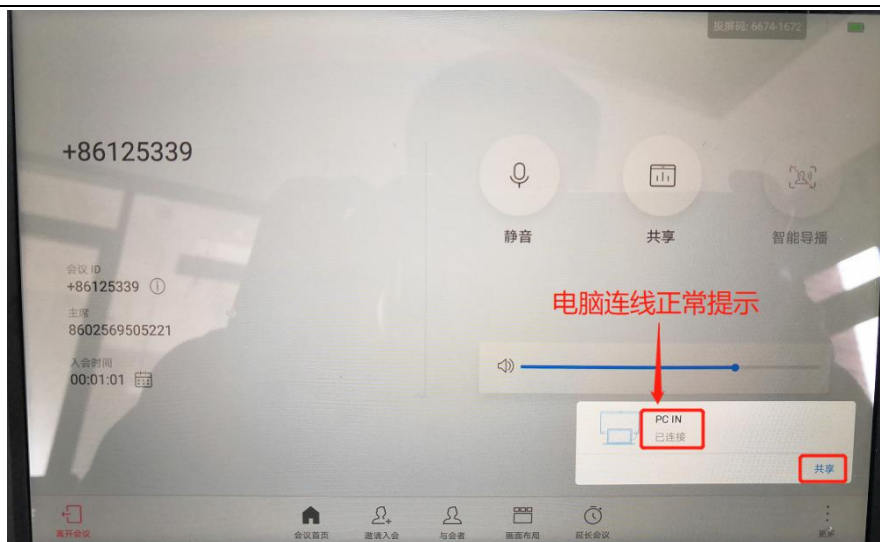 投屏码: 6674-1672
+86125339
静音
共享
智能导播
会议 ID
+86125339
主席
8602569505221
入会时间
00:01:01
电脑连线正常提示
PC IN
已连接
共享
离开会议
会议首页
邀请入会
与会者
画面布局
延长会议
更多